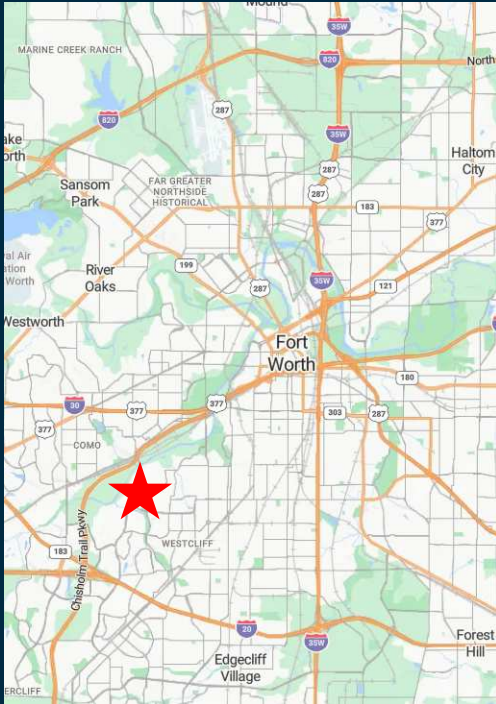 Mound
MARINE CREEK RANCH
35W
820
North
820
287
ake
orth
35W
Haltom
City
287
287
Sansom
Park
FAR GREATER
NORTHSIDE
HISTORICAL
183
377
199
val Air
ation
Worth
River
Oaks
287
35W
121
Westworth
Fort
Worth
180
30
377
377
303
287
377
COMO
Chisholm Trail Pkwy
183
WESTCLIFF
20
35W
Forest
Hill
Edgecliff
Village
ERCLIFF